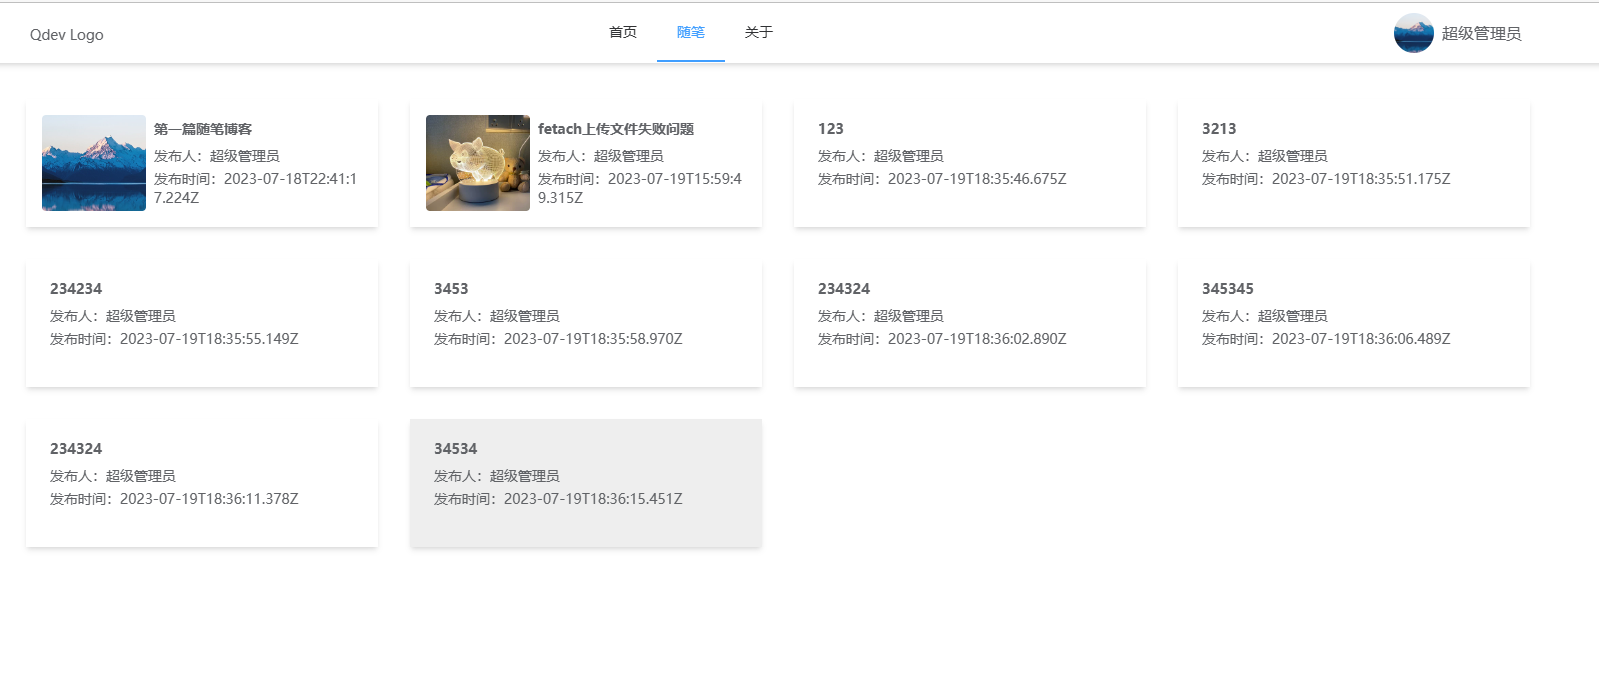 Qdev Logo
首页
随笔
关于
超级管理员
第一篇随笔博客
发布人：超级管理员
发布时间：2023-07-18T22:41:1
7.224Z
fetach上传文件失败问题
发布人：超级管理员
发布时间：2023-07-19T15:59:4
9.315Z
123
发布人：超级管理员
发布时间：2023-07-19T18:35:46.675Z
3213
发布人：超级管理员
发布时间：2023-07-19T18:35:51.175Z
234234
发布人：超级管理员
发布时间：2023-07-19T18:35:55.149Z
3453
发布人：超级管理员
发布时间：2023-07-19T18:35:58.970Z
234324
发布人：超级管理员
发布时间：2023-07-19T18:36:02.890Z
345345
发布人：超级管理员
发布时间：2023-07-19T18:36:06.489Z
234324
发布人：超级管理员
发布时间：2023-07-19T18:36:11.378Z
34534
发布人：超级管理员
发布时间：2023-07-19T18:36:15.451Z